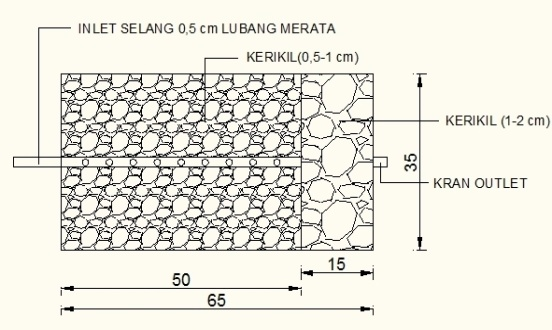 INLET SELANG 0,5 cm LUBANG MERATA
KERIKIL(0,5-1 cm)
KERIKIL (1-2 cm)
35
KRAN OUTLET
15
50
65